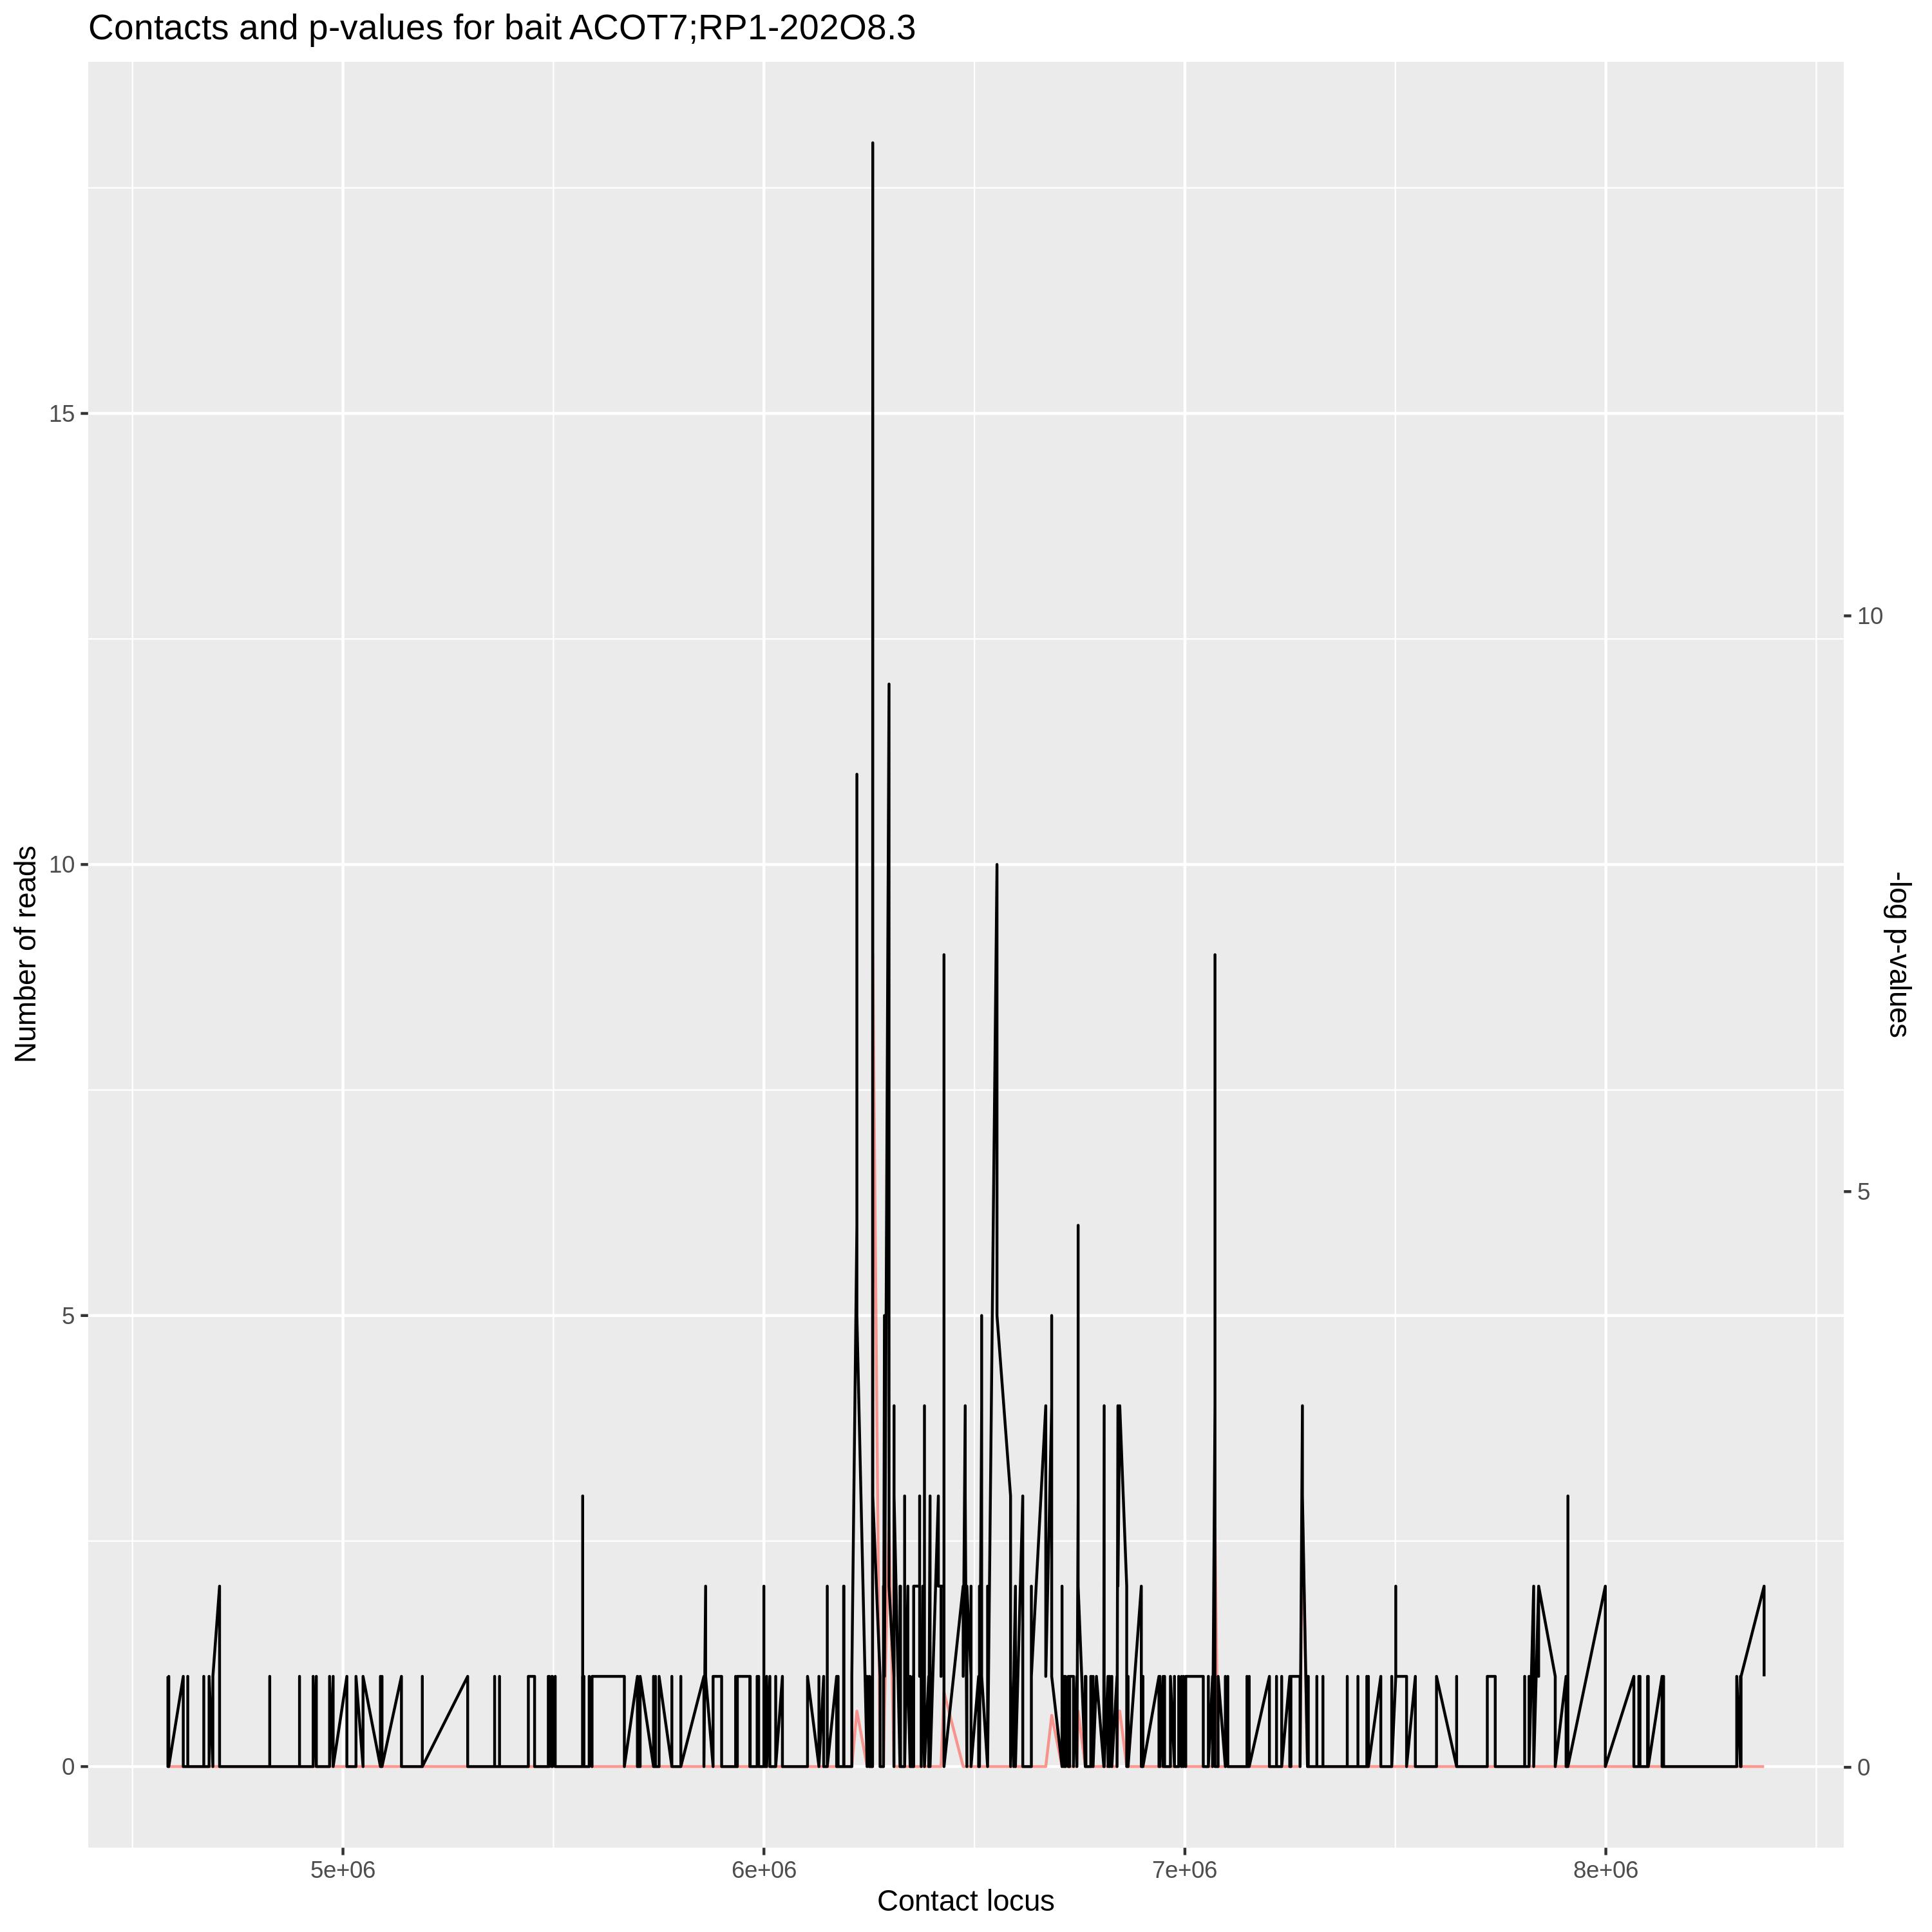 Contacts and p-values for bait ACOT7;RP1-202O8.3
15
10
5
0
Number of reads
10
5
0
-log p-values
5e+06
6e+06
7e+06
8e+06
Contact locus